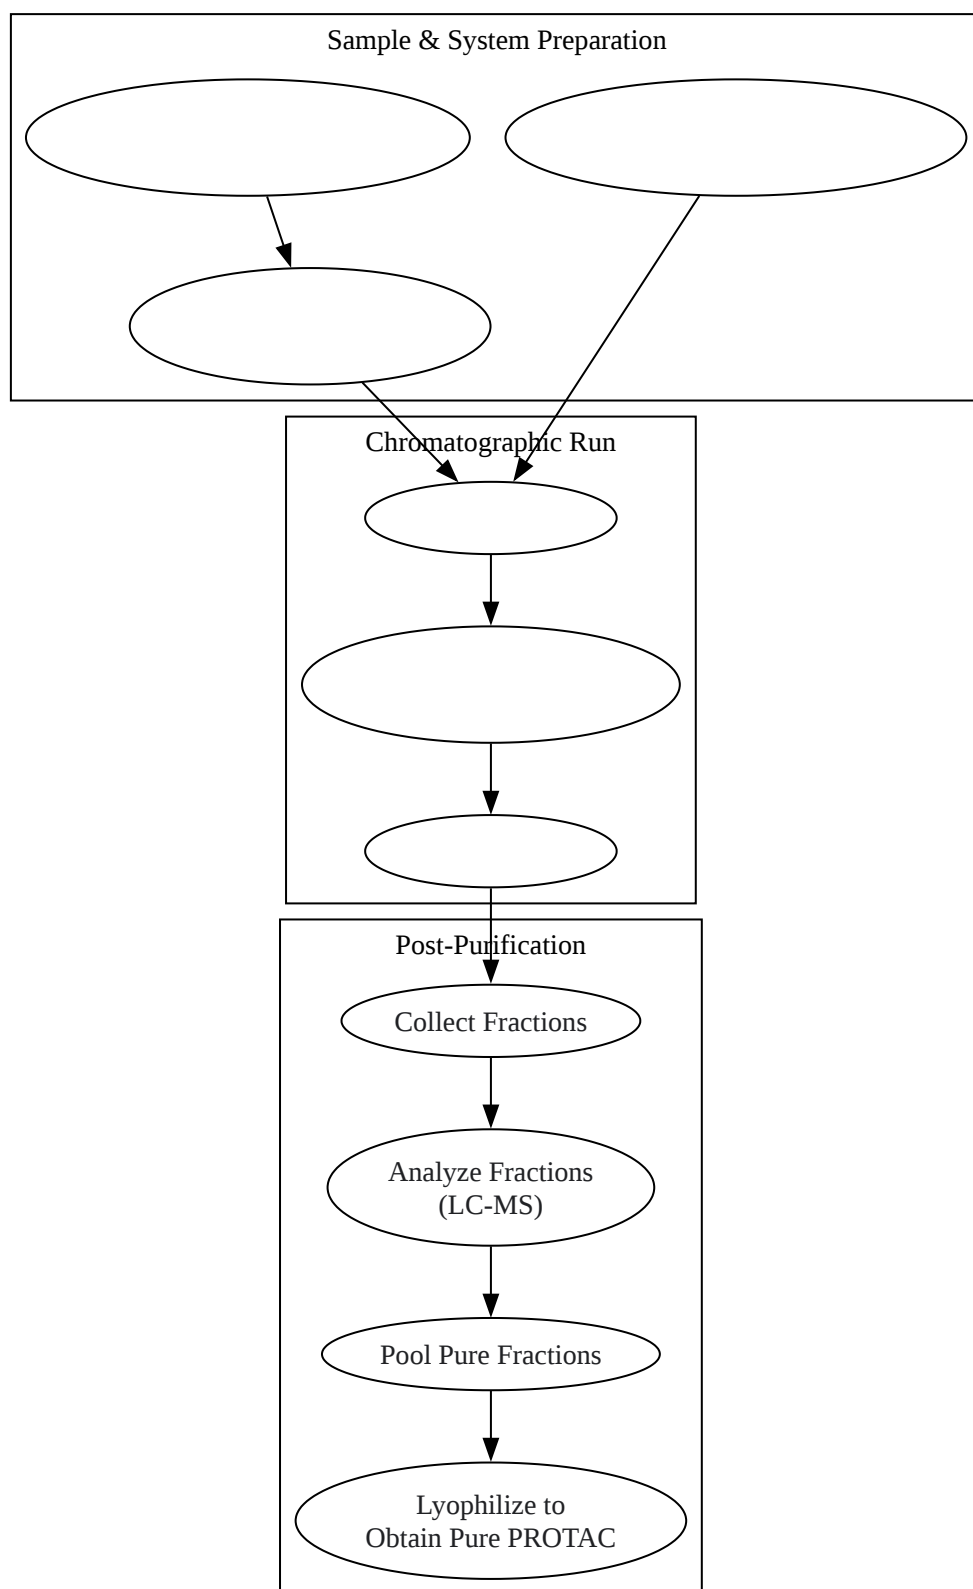 Sample & System Preparation
Chromatographic Run
Post-Purification
Collect Fractions
Analyze Fractions
(LC-MS)
Pool Pure Fractions
Lyophilize to
Obtain Pure PROTAC